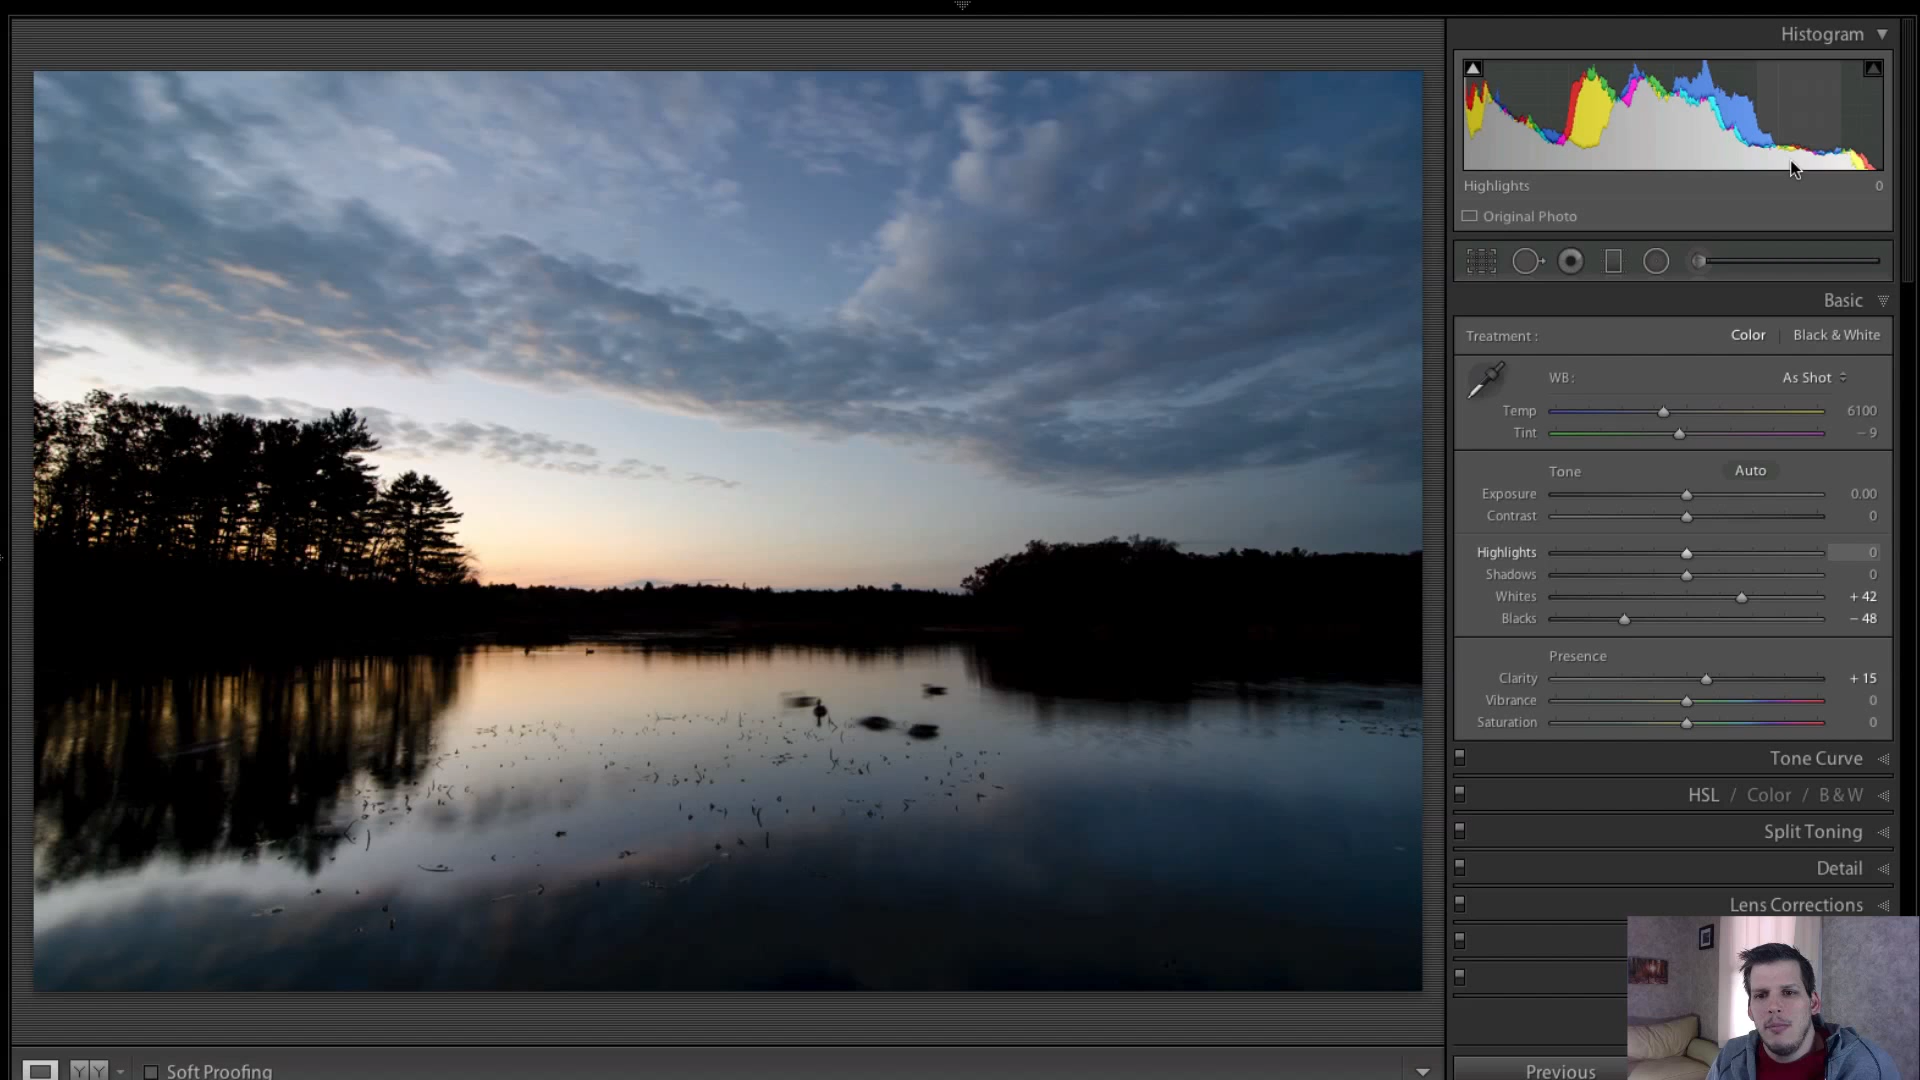 Histogram
Highlights 0
Original Photo
Basic
Treatment : Color Black & White
WB : As Shot
Temp 6100
Tint – 9
Tone Auto
Exposure 0.00
Contrast 0
Highlights 0
Shadows 0
Whites + 42
Blacks – 48
Presence
Clarity + 15
Vibrance 0
Saturation 0
Tone Curve
HSL / Color / B & W
Split Toning
Detail
Lens Corrections
Y Y Soft Proofing
Previous